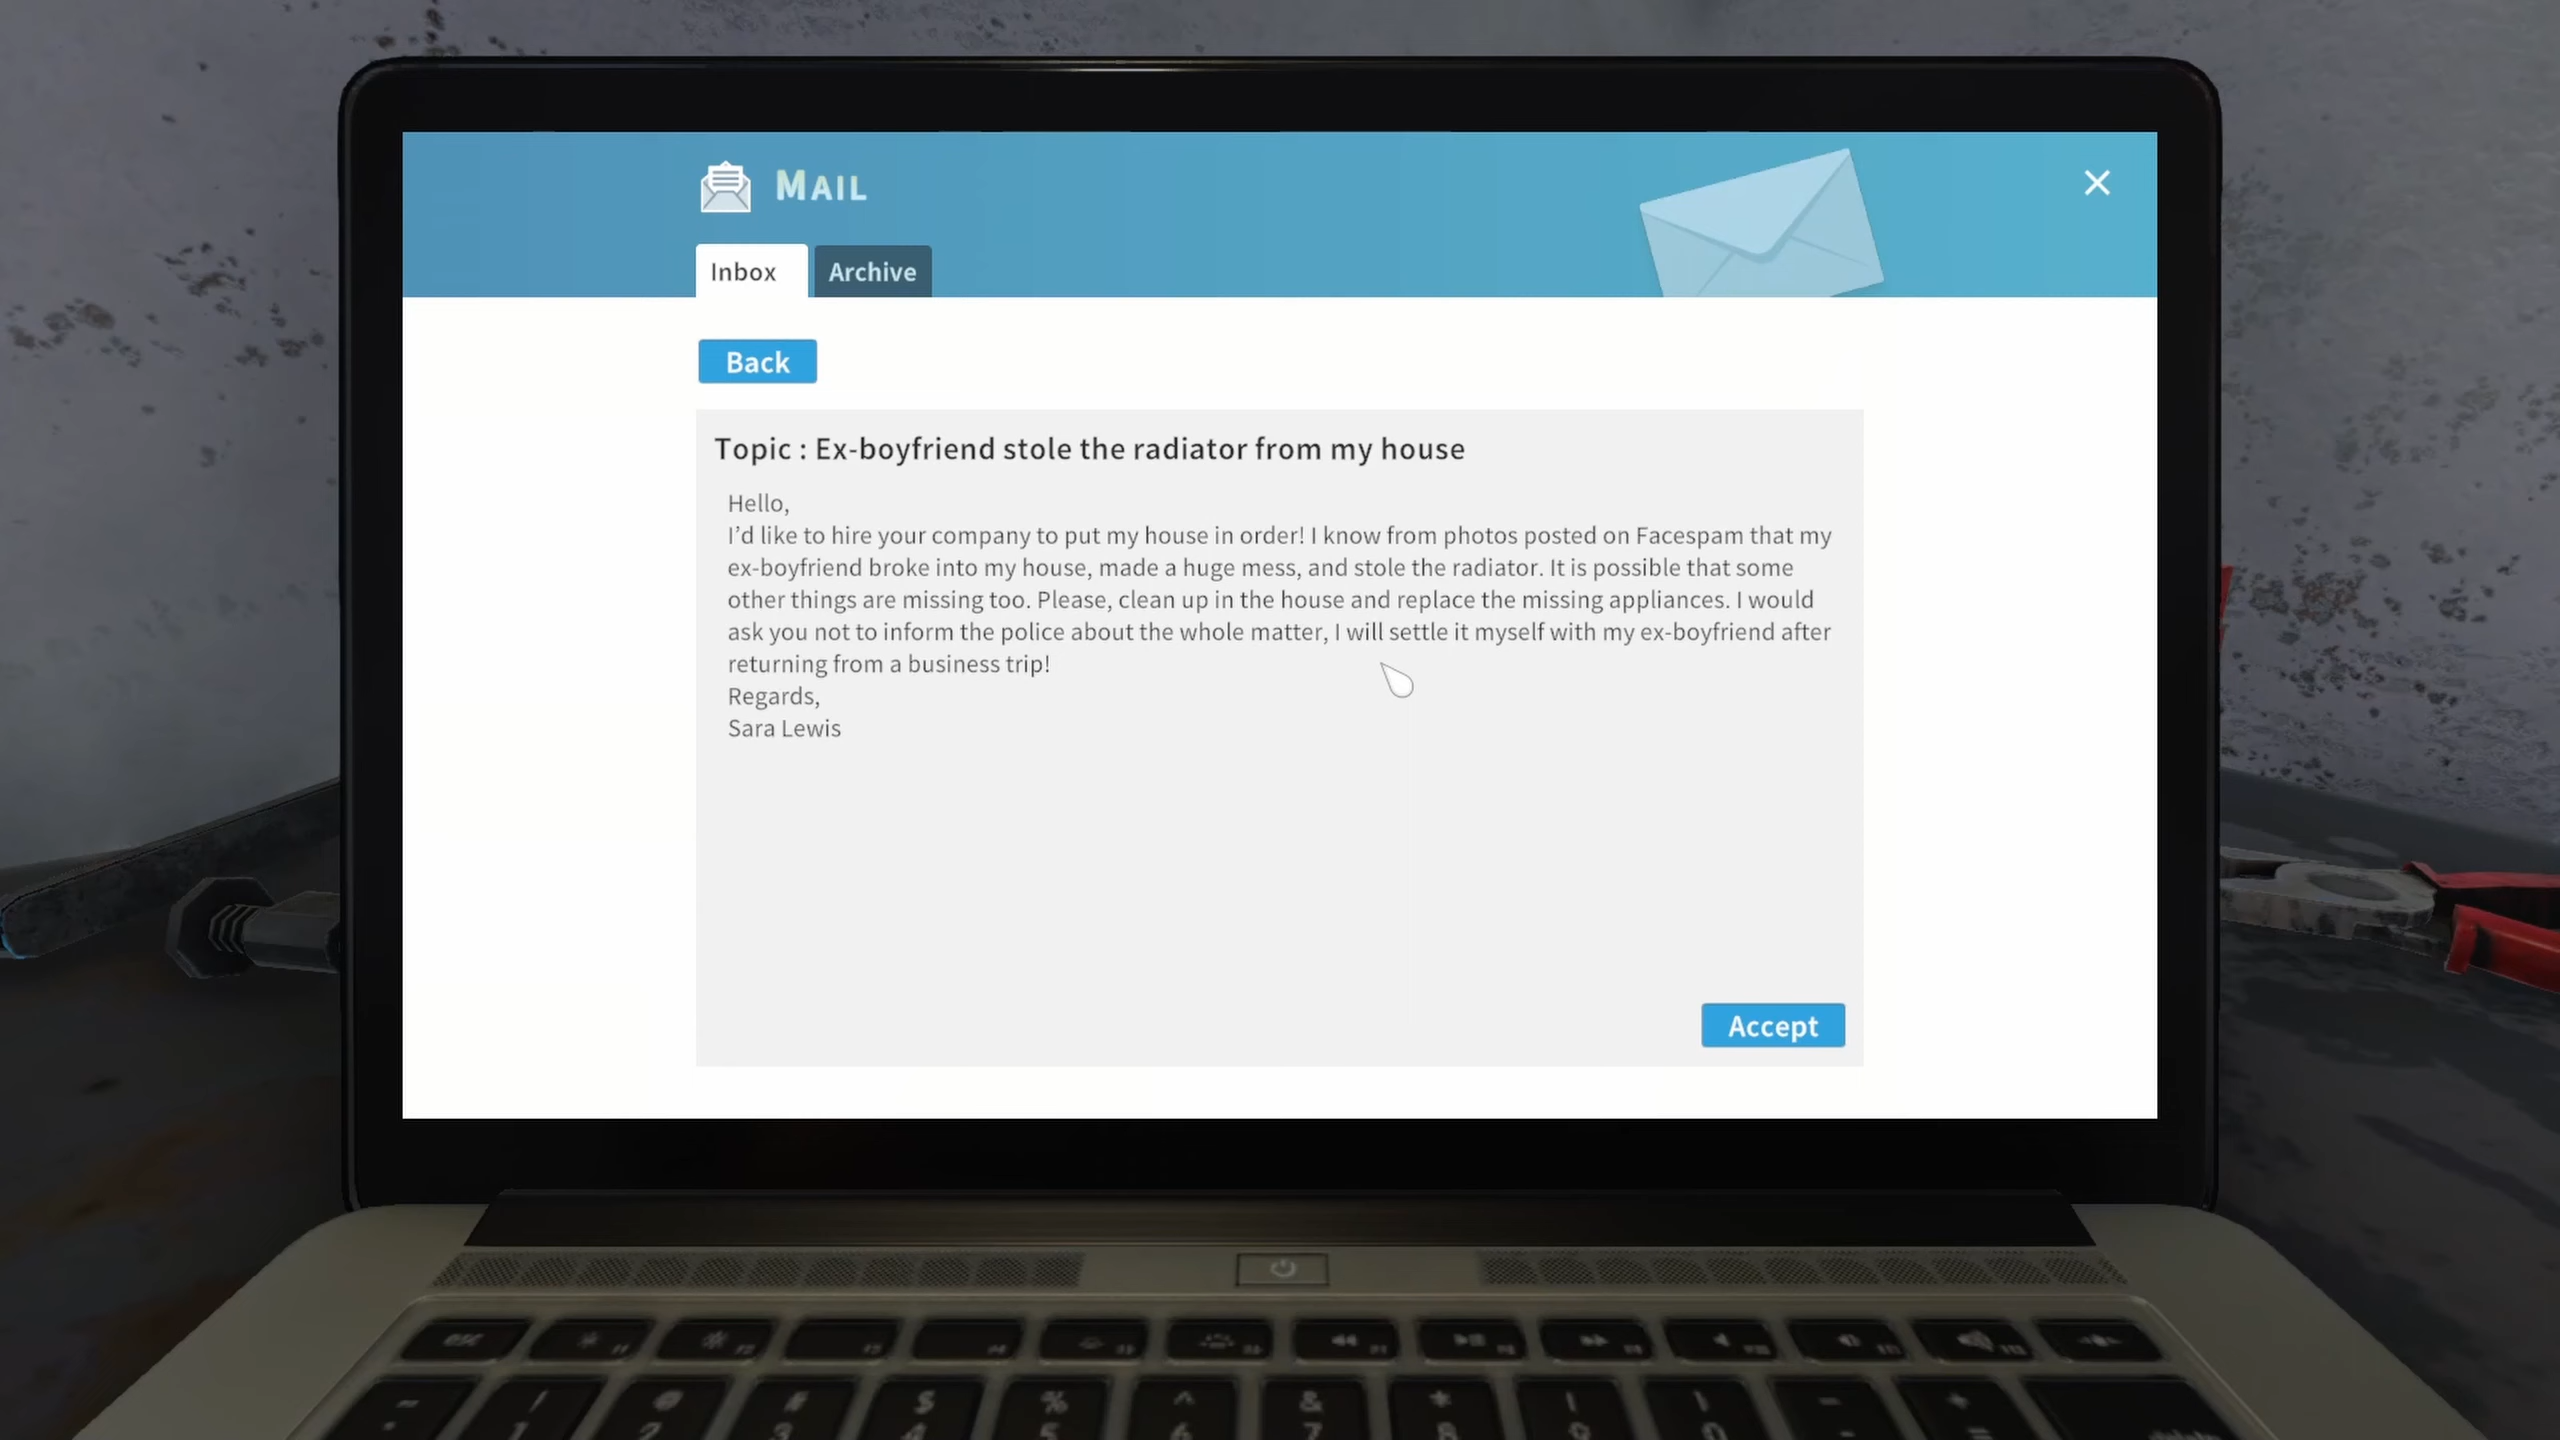 MAIL
Inbox
Archive
Back
Topic : Ex-boyfriend stole the radiator from my house
Hello,
I’d like to hire your company to put my house in order! I know from photos posted on Facespam that my
ex-boyfriend broke into my house, made a huge mess, and stole the radiator. It is possible that some
other things are missing too. Please, clean up in the house and replace the missing appliances. I would
ask you not to inform the police about the whole matter, I will settle it myself with my ex-boyfriend after
returning from a business trip!
Regards,
Sara Lewis
Accept
esc